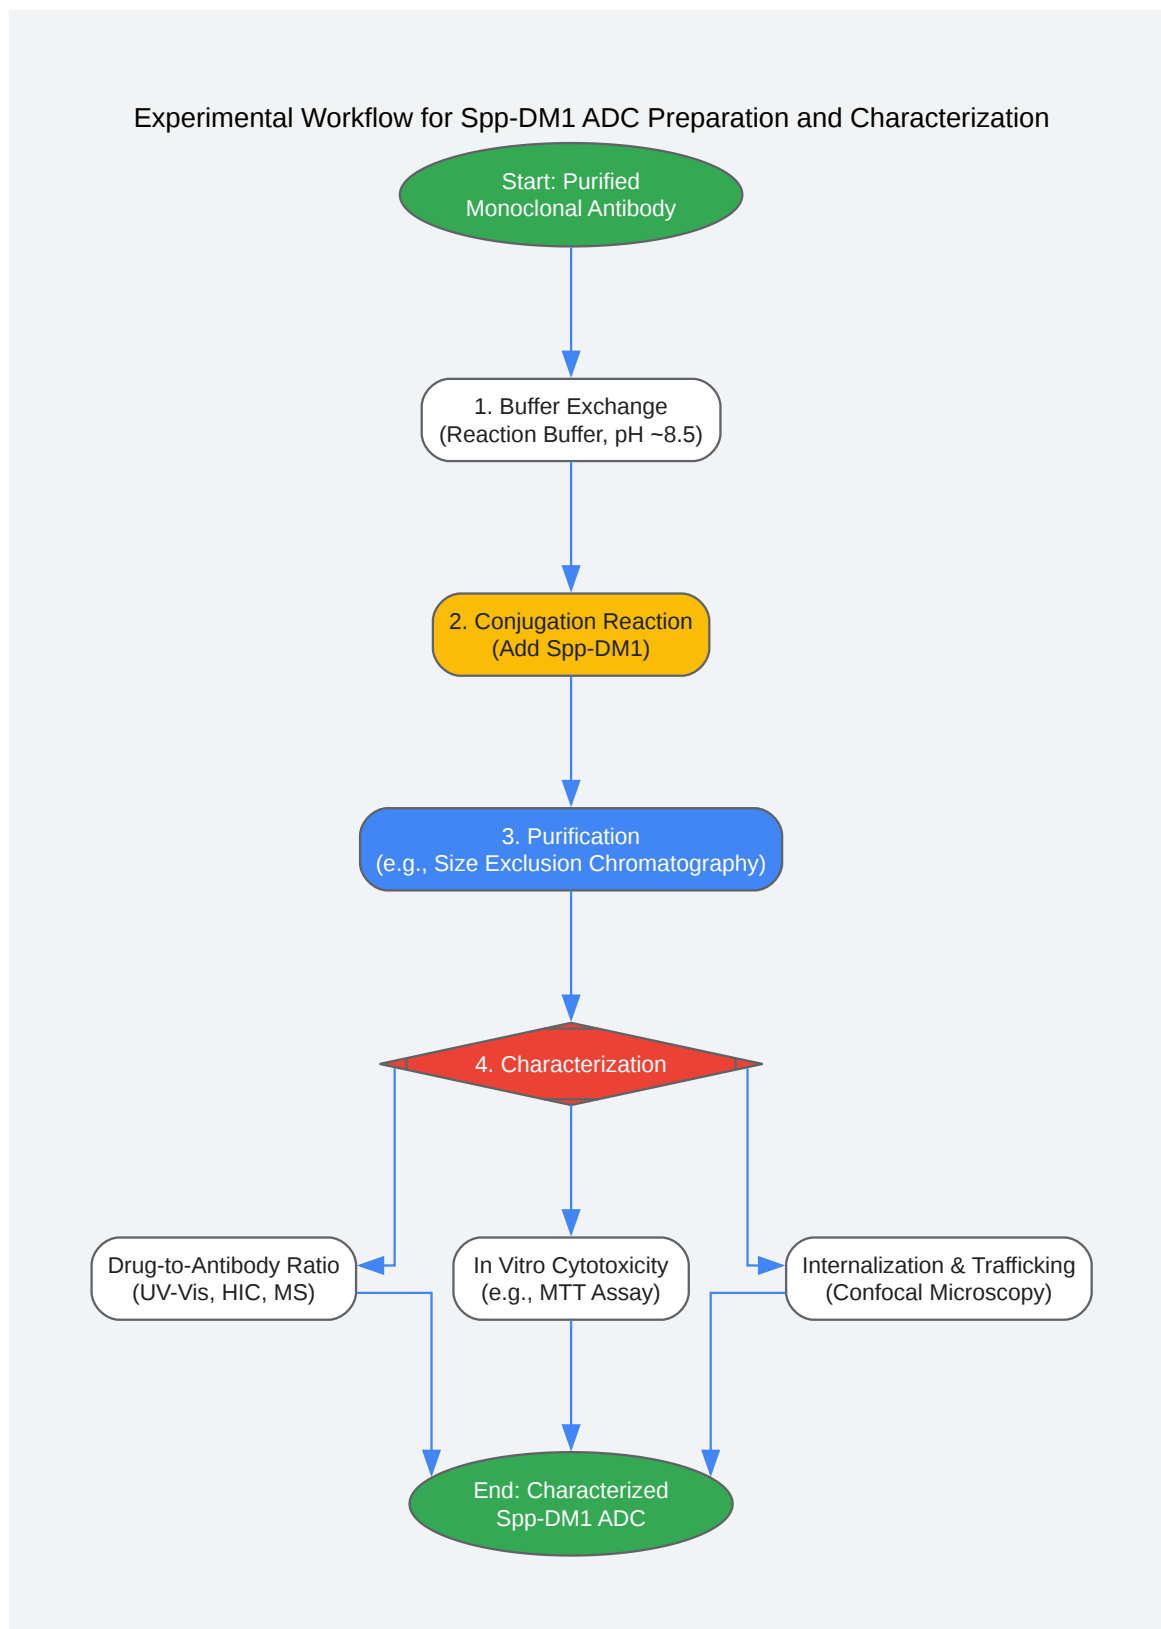 Experimental Workflow for Spp-DM1 ADC Preparation and Characterization
Start: Purified
Monoclonal Antibody
1. Buffer Exchange
(Reaction Buffer, pH ~8.5)
2. Conjugation Reaction
(Add Spp-DM1)
3. Purification
(e.g., Size Exclusion Chromatography)
4. Characterization
Drug-to-Antibody Ratio
(UV-Vis, HIC, MS)
In Vitro Cytotoxicity
(e.g., MTT Assay)
Internalization & Trafficking
(Confocal Microscopy)
End: Characterized
Spp-DM1 ADC